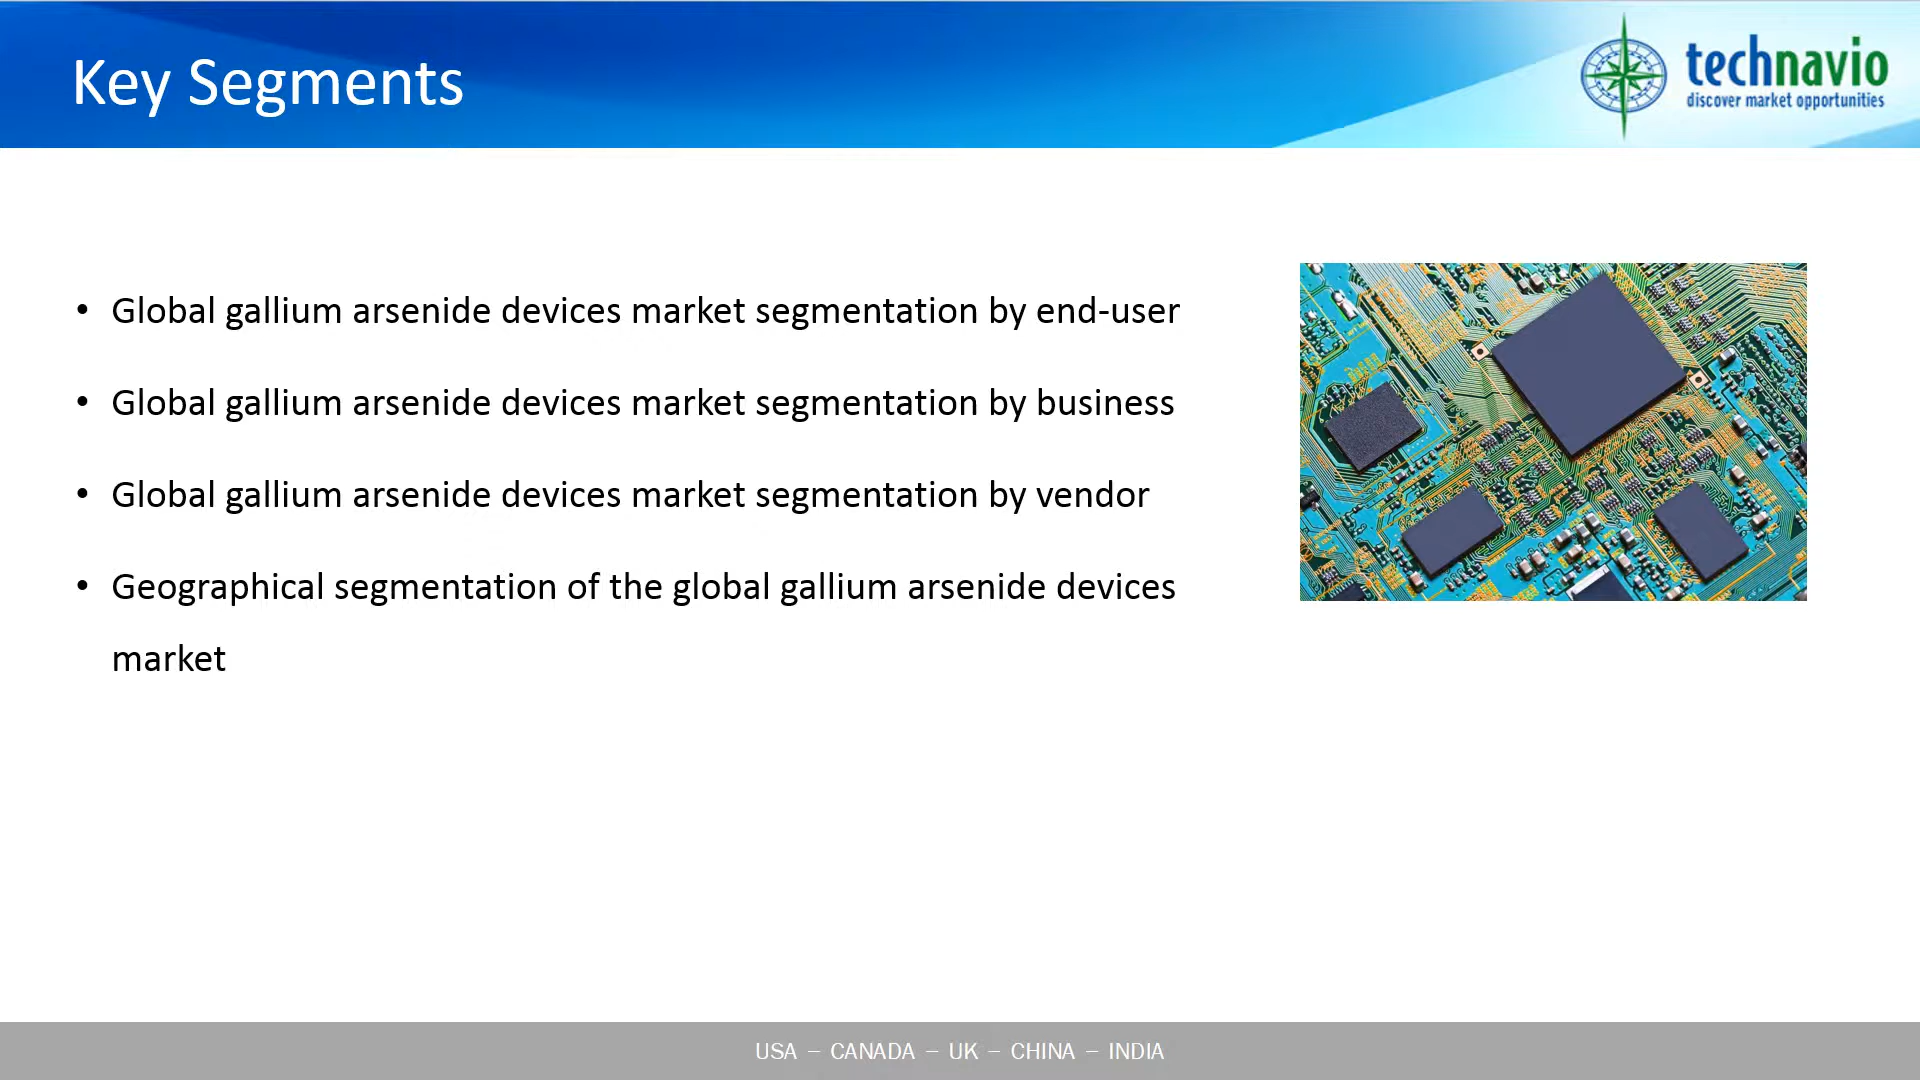 Key Segments
technavio
discover market opportunities
• Global gallium arsenide devices market segmentation by end-user
• Global gallium arsenide devices market segmentation by business
• Global gallium arsenide devices market segmentation by vendor
• Geographical segmentation of the global gallium arsenide devices
market
USA – CANADA – UK – CHINA – INDIA